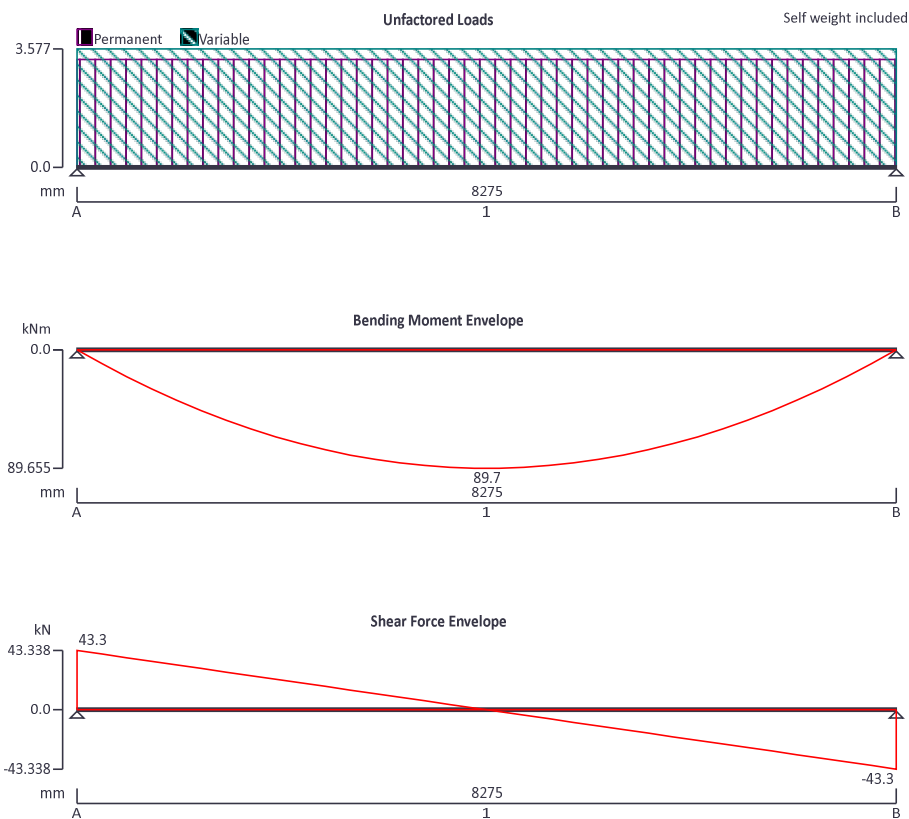 Unfactored Loads
Self weight included
Permanent Variable
3.577
0.0
mm 8275
A 1 B
Bending Moment Envelope
kNm
0.0
89.655
89.7
mm 8275
A 1 B
Shear Force Envelope
kN
43.3
43.338
0.0
-43.338
-43.3
mm 8275
A 1 B